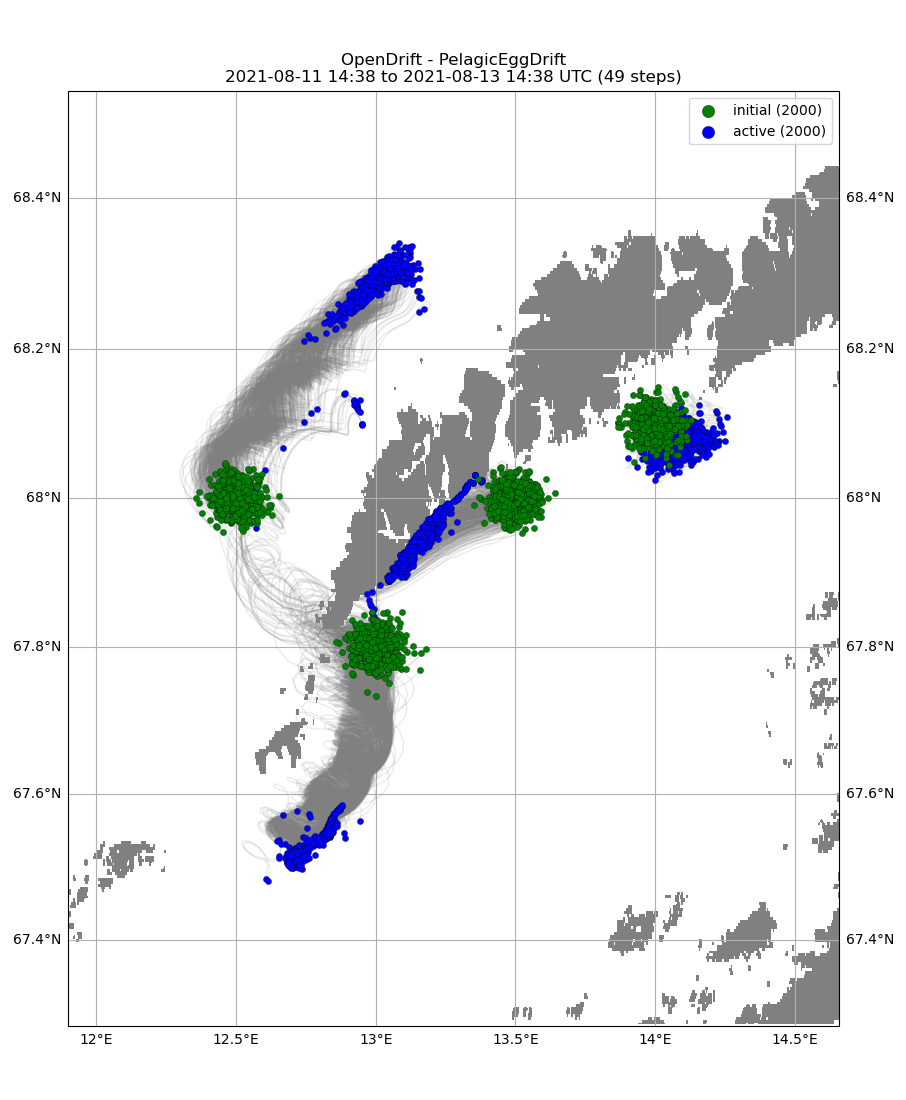 OpenDrift - PelagicEggDrift
2021-08-11 14:38 to 2021-08-13 14:38 UTC (49 steps)
initial (2000)
active (2000)
68.4°N
68.4°N
68.2°N
68.2°N
68°N
68°N
67.8°N
67.8°N
67.6°N
67.6°N
67.4°N
67.4°N
12°E
12.5°E
13°E
13.5°E
14°E
14.5°E